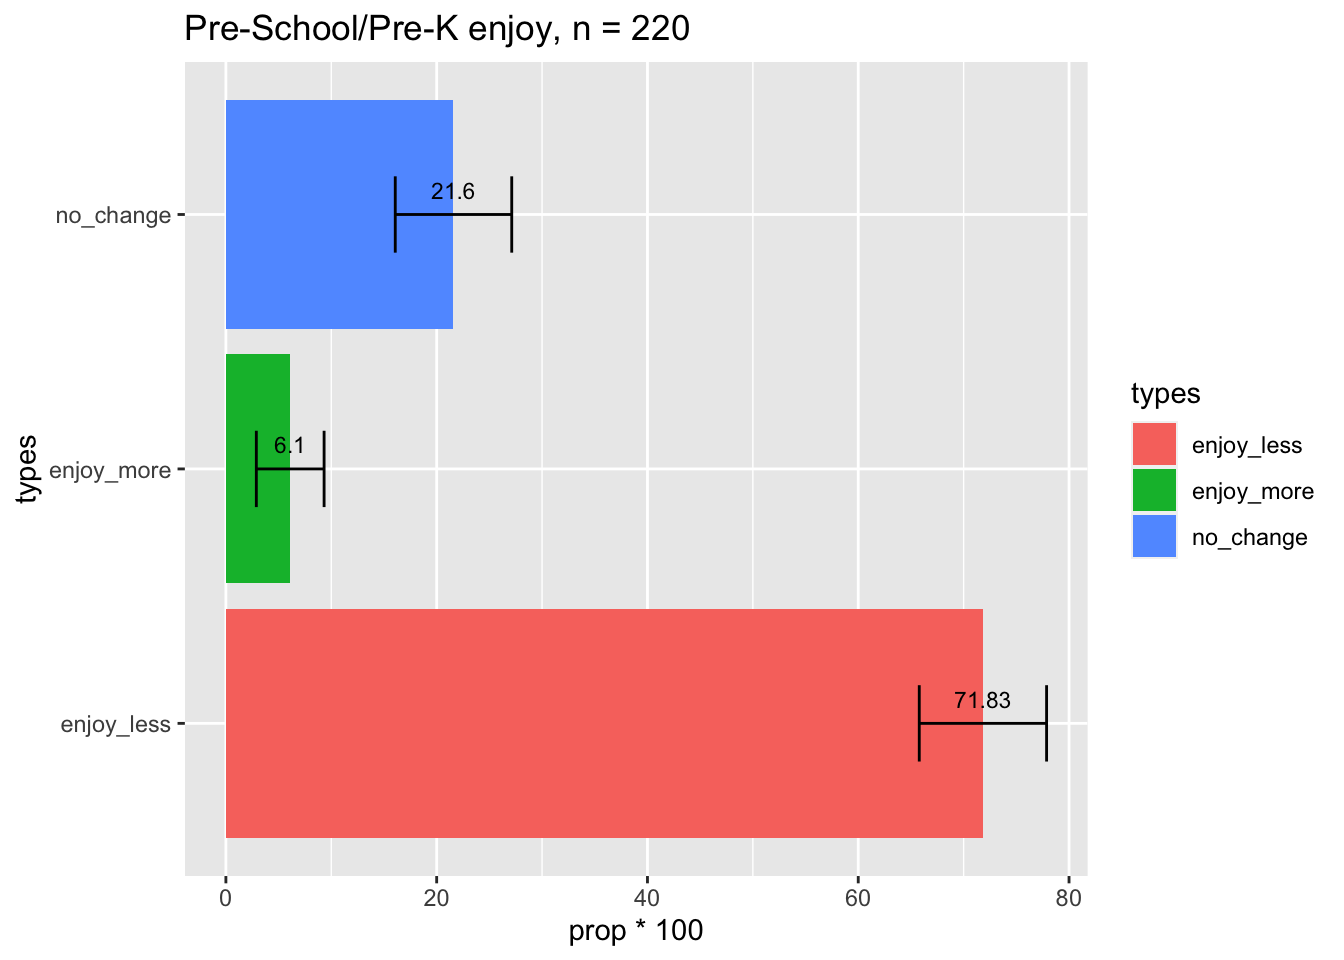 Pre-School/Pre-K enjoy, n = 220
types
no_change
21.6
enjoy_more
6.1
enjoy_less
71.83
0 20 40 60 80
prop * 100
types
enjoy_less
enjoy_more
no_change